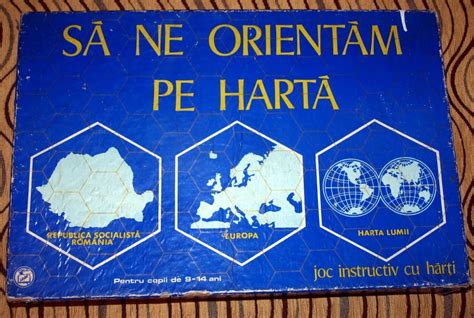 SĂ NE ORIENTĂM
PE HARTĂ
REPUBLICA SOCIALISTĂ
ROMÂNIA
EUROPA
HARTA LUMII
joc instructiv cu hărți
Pentru copii de 9-14 ani